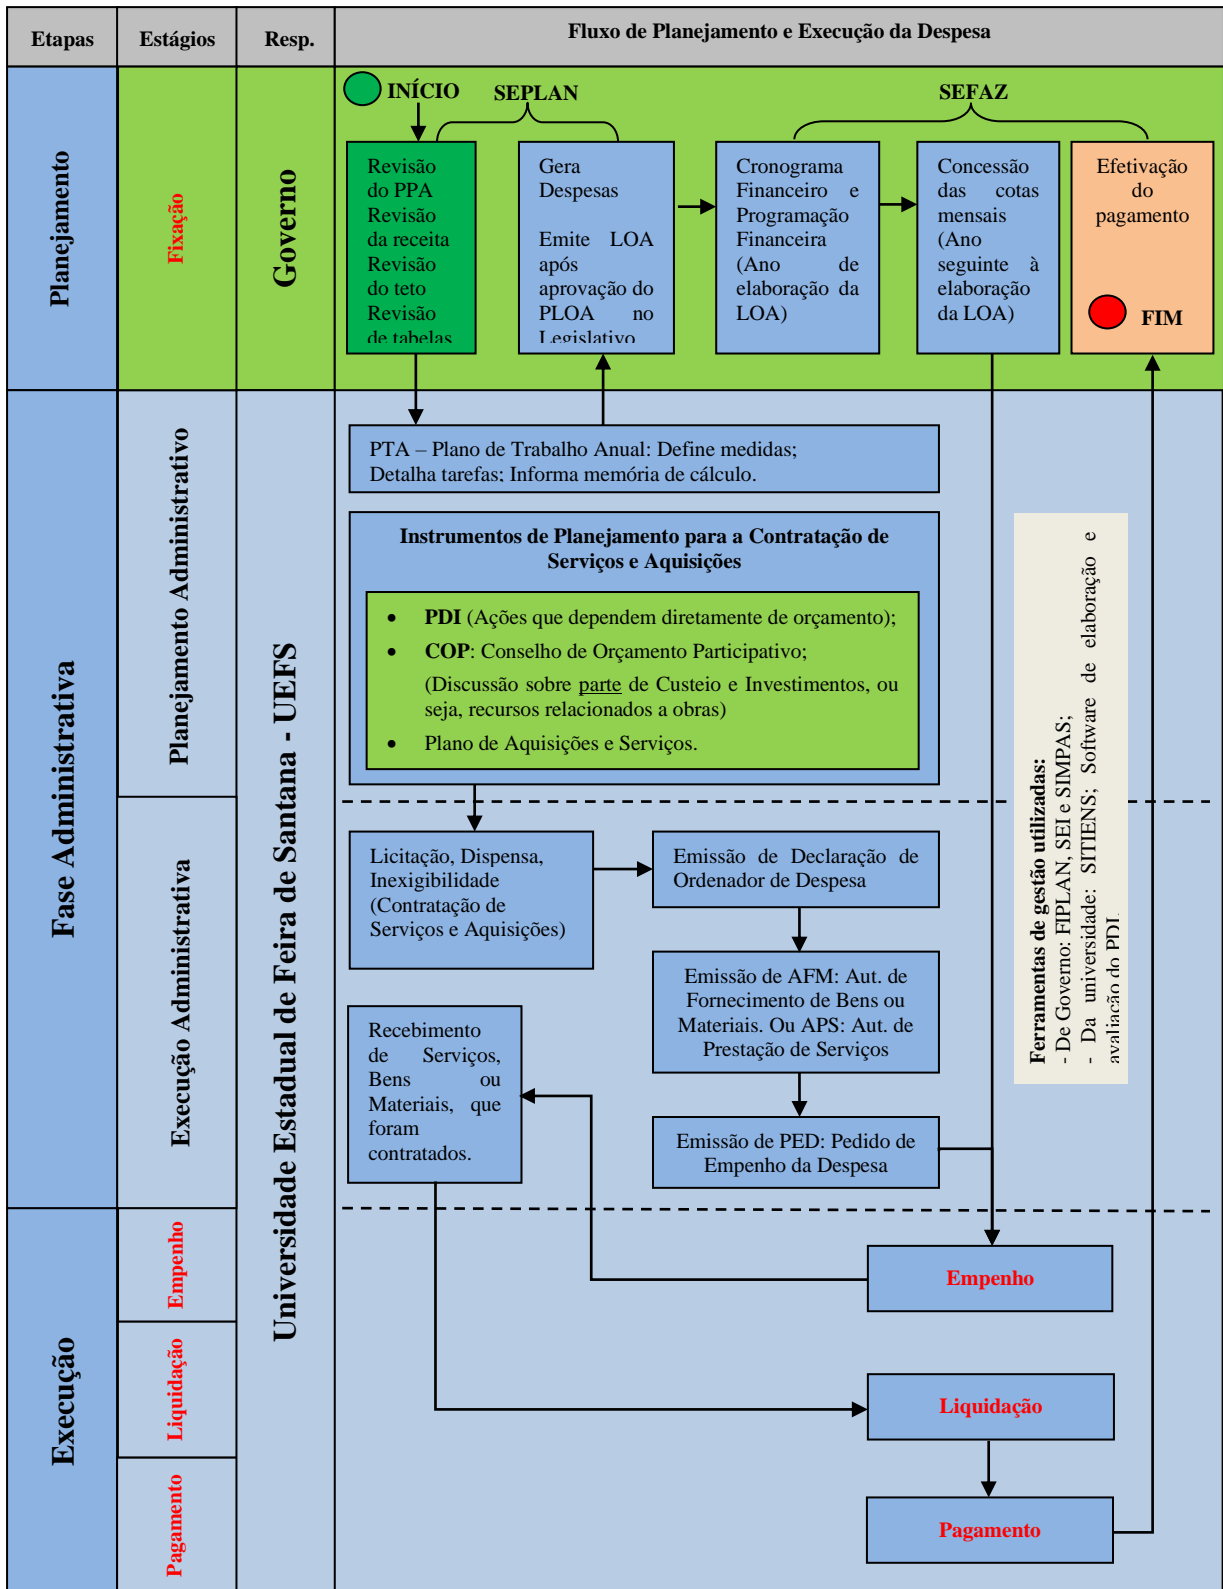 Etapas
Estágios
Resp.
Fluxo de Planejamento e Execução da Despesa
Planejamento
Fixação
Governo
INÍCIO
SEPLAN
SEFAZ
Revisão
do PPA
Revisão
da receita
Revisão
do teto
Revisão
de tabelas
Gera
Despesas
Emite LOA
após
aprovação do
PLOA no
Legislativo
Cronograma
Financeiro e
Programação
Financeira
(Ano de
elaboração da
LOA)
Concessão
das cotas
mensais
(Ano
seguinte à
elaboração
da LOA)
Efetivação
do
pagamento
FIM
Fase Administrativa
Planejamento Administrativo
Universidade Estadual de Feira de Santana - UEFS
PTA – Plano de Trabalho Anual: Define medidas;
Detalha tarefas; Informa memória de cálculo.
Instrumentos de Planejamento para a Contratação de
Serviços e Aquisições
• PDI (Ações que dependem diretamente de orçamento);
• COP: Conselho de Orçamento Participativo;
(Discussão sobre parte de Custeio e Investimentos, ou
seja, recursos relacionados a obras)
• Plano de Aquisições e Serviços.
Ferramentas de gestão utilizadas:
- De Governo: FIPLAN, SEI e SIMPAS;
- Da universidade: SITIENS; Software de elaboração e
avaliação do PDI.
Execução Administrativa
Licitação, Dispensa,
Inexigibilidade
(Contratação de
Serviços e Aquisições)
Emissão de Declaração de
Ordenador de Despesa
Emissão de AFM: Aut. de
Fornecimento de Bens ou
Materiais. Ou APS: Aut. de
Prestação de Serviços
Recebimento
de Serviços,
Bens ou
Materiais, que
foram
contratados.
Emissão de PED: Pedido de
Empenho da Despesa
Execução
Empenho
Empenho
Liquidação
Liquidação
Pagamento
Pagamento